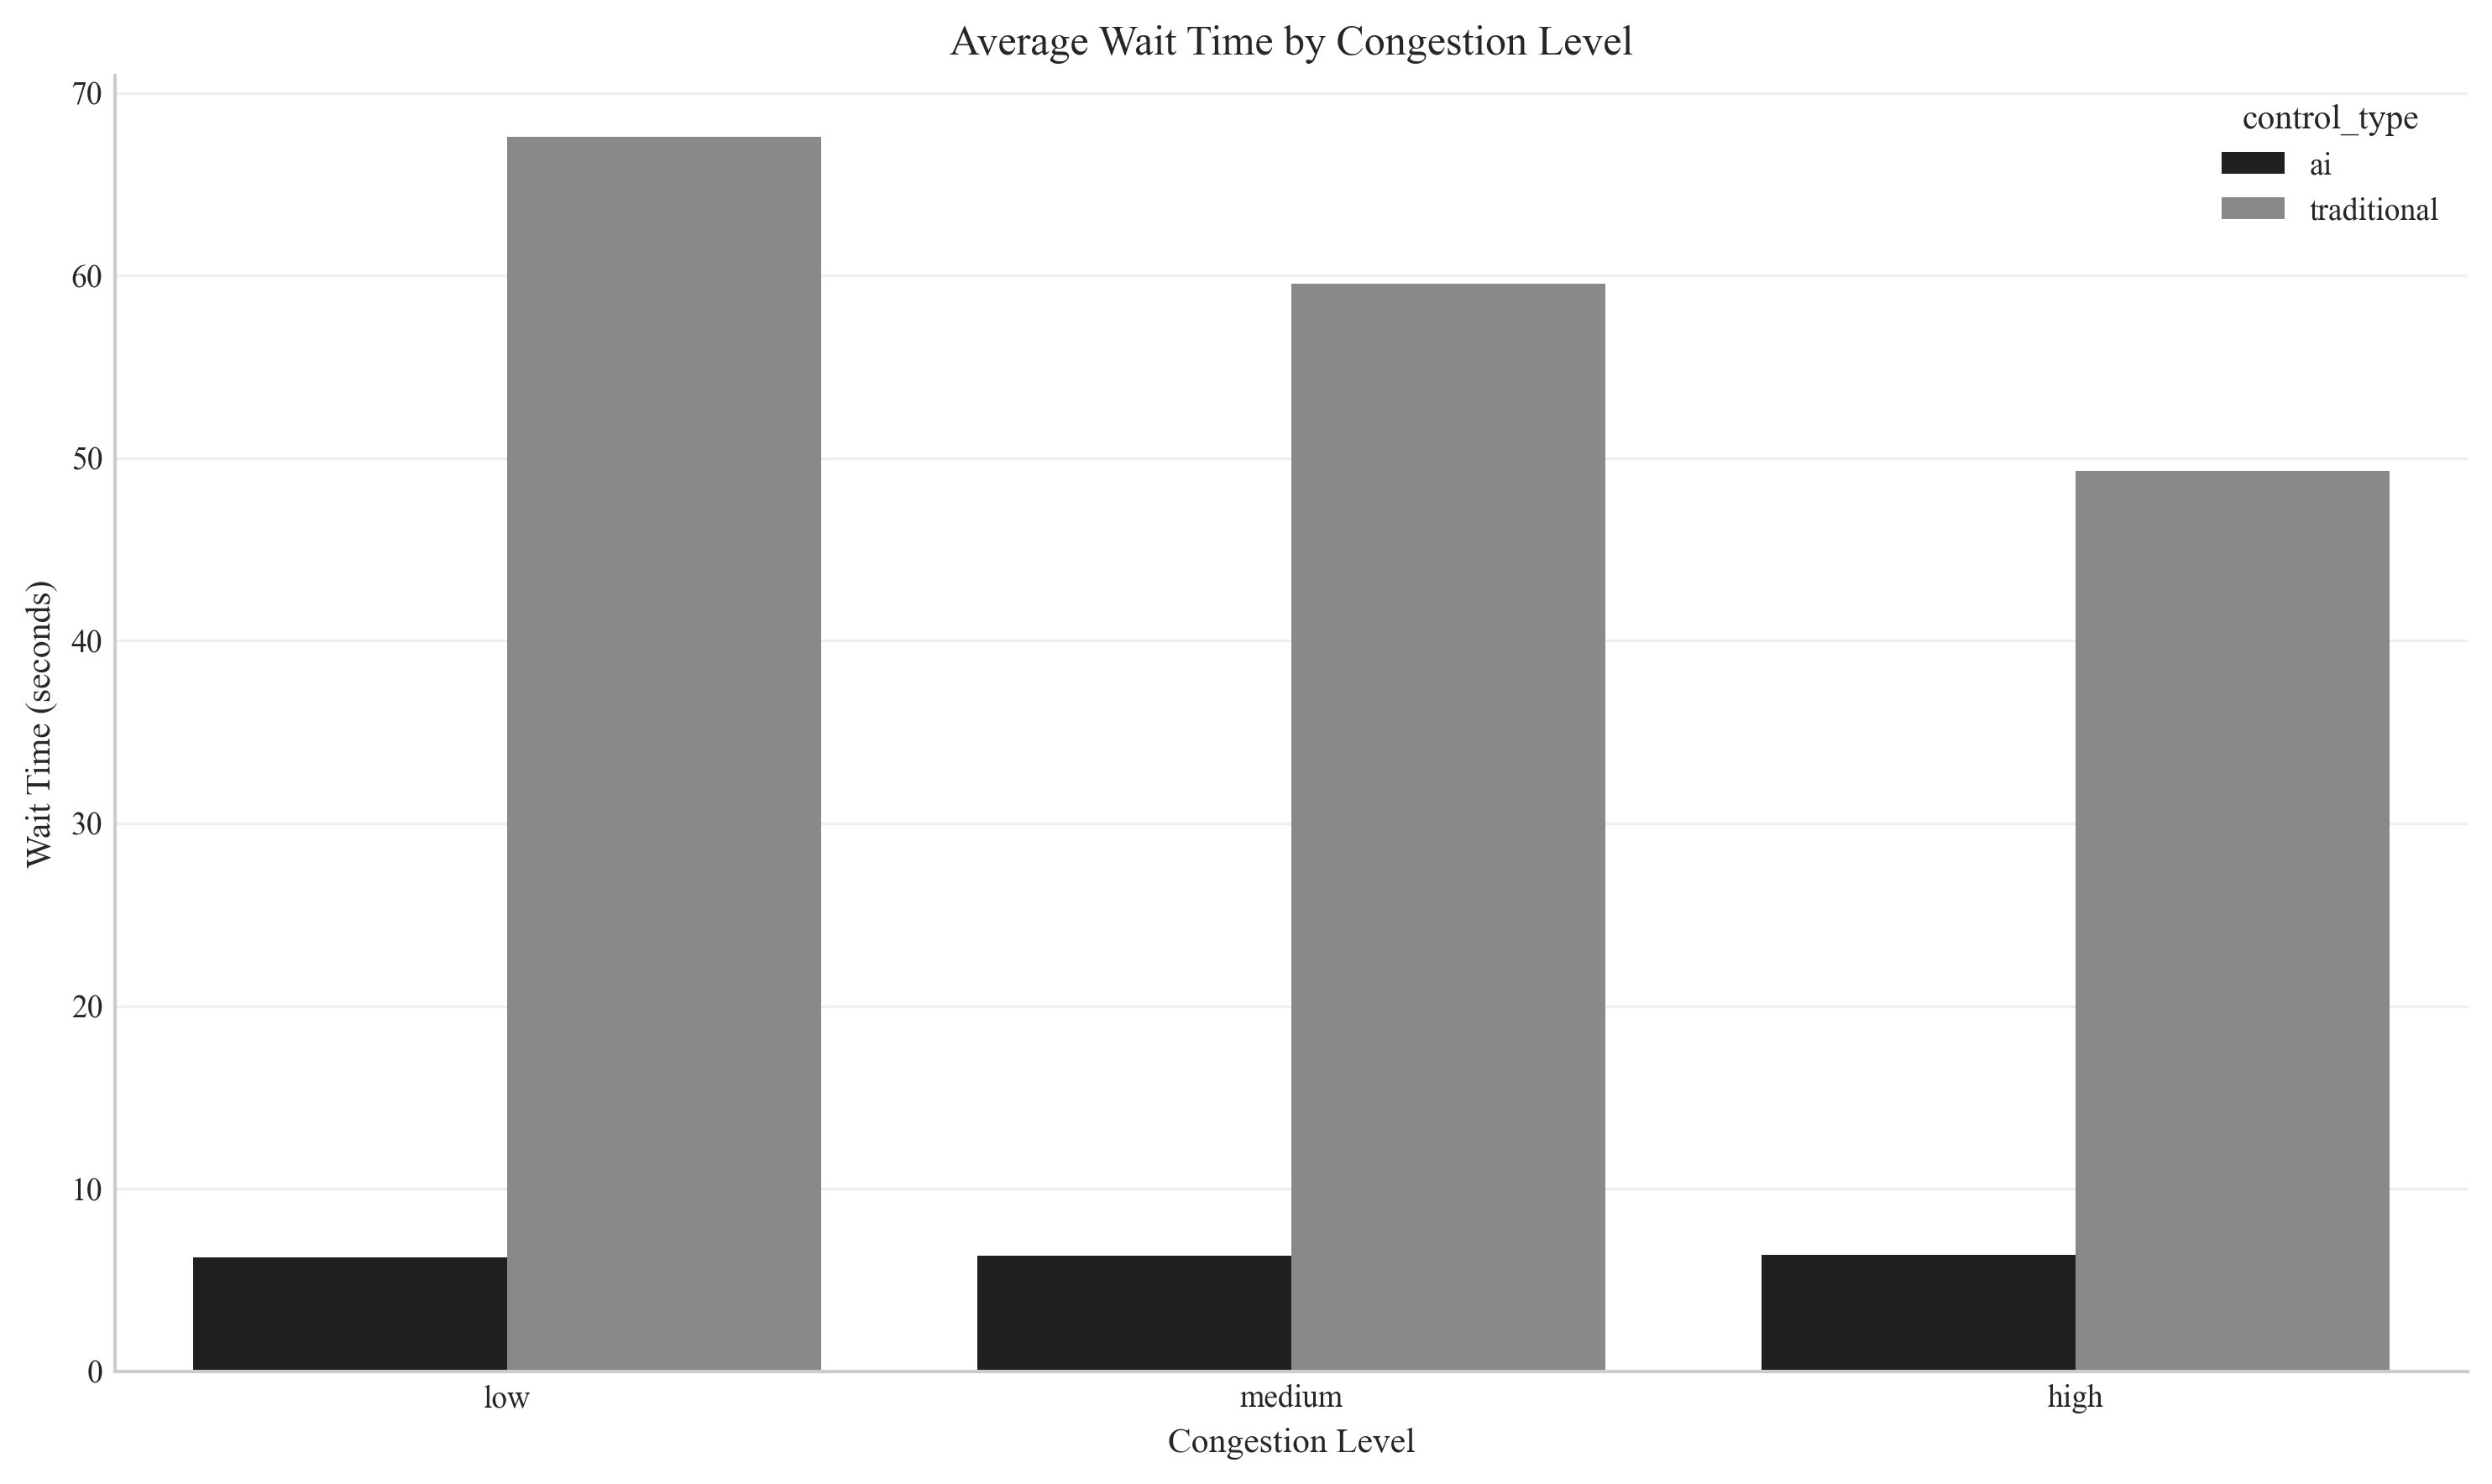 Average Wait Time by Congestion Level
control_type
ai
traditional
Wait Time (seconds)
70
60
50
40
30
20
10
0
low
medium
high
Congestion Level